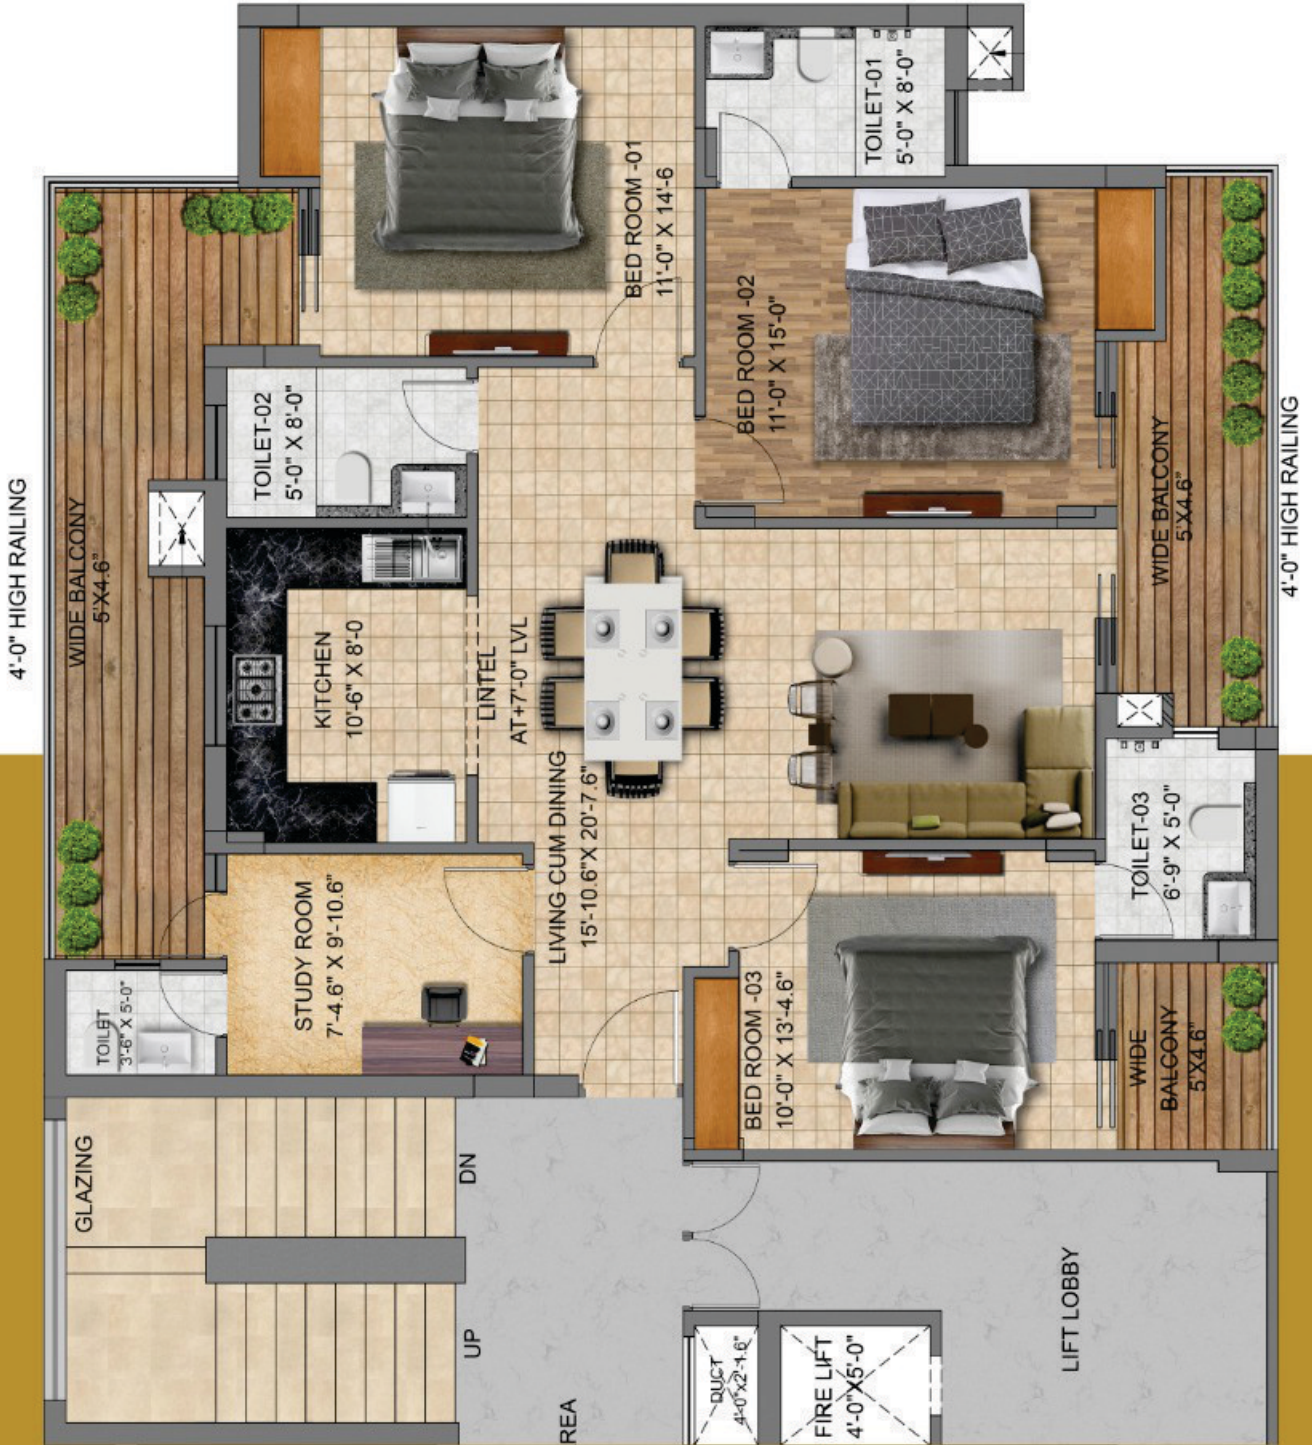 BED ROOM -01
11'-0" X 14'-6
TOILET-01
5'-0" X 8'-0"
BED ROOM -02
11'-0" X 15'-0"
TOILET-02
5'-0" X 8'-0"
4'-0" HIGH RAILING
WIDE BALCONY
5'X4.6"
WIDE BALCONY
5'X4.6"
4'-0" HIGH RAILING
KITCHEN
10'-6" X 8'-0
LINTEL
AT+7'-0" LVL
LIVING CUM DINING
15'-10.6"X 20'-7.6"
TOILET-03
6'-9" X 5'-0"
STUDY ROOM
7'-4.6" X 9'-10.6"
TOILET
3'-6" X 5'-0"
BED ROOM -03
10'-0" X 13'-4.6"
WIDE
BALCONY
5'X4.6"
GLAZING
DN
UP
LIFT LOBBY
DUCT
4'-0"X2'-1.6"
FIRE LIFT
4'-0"X5'-0"
REA